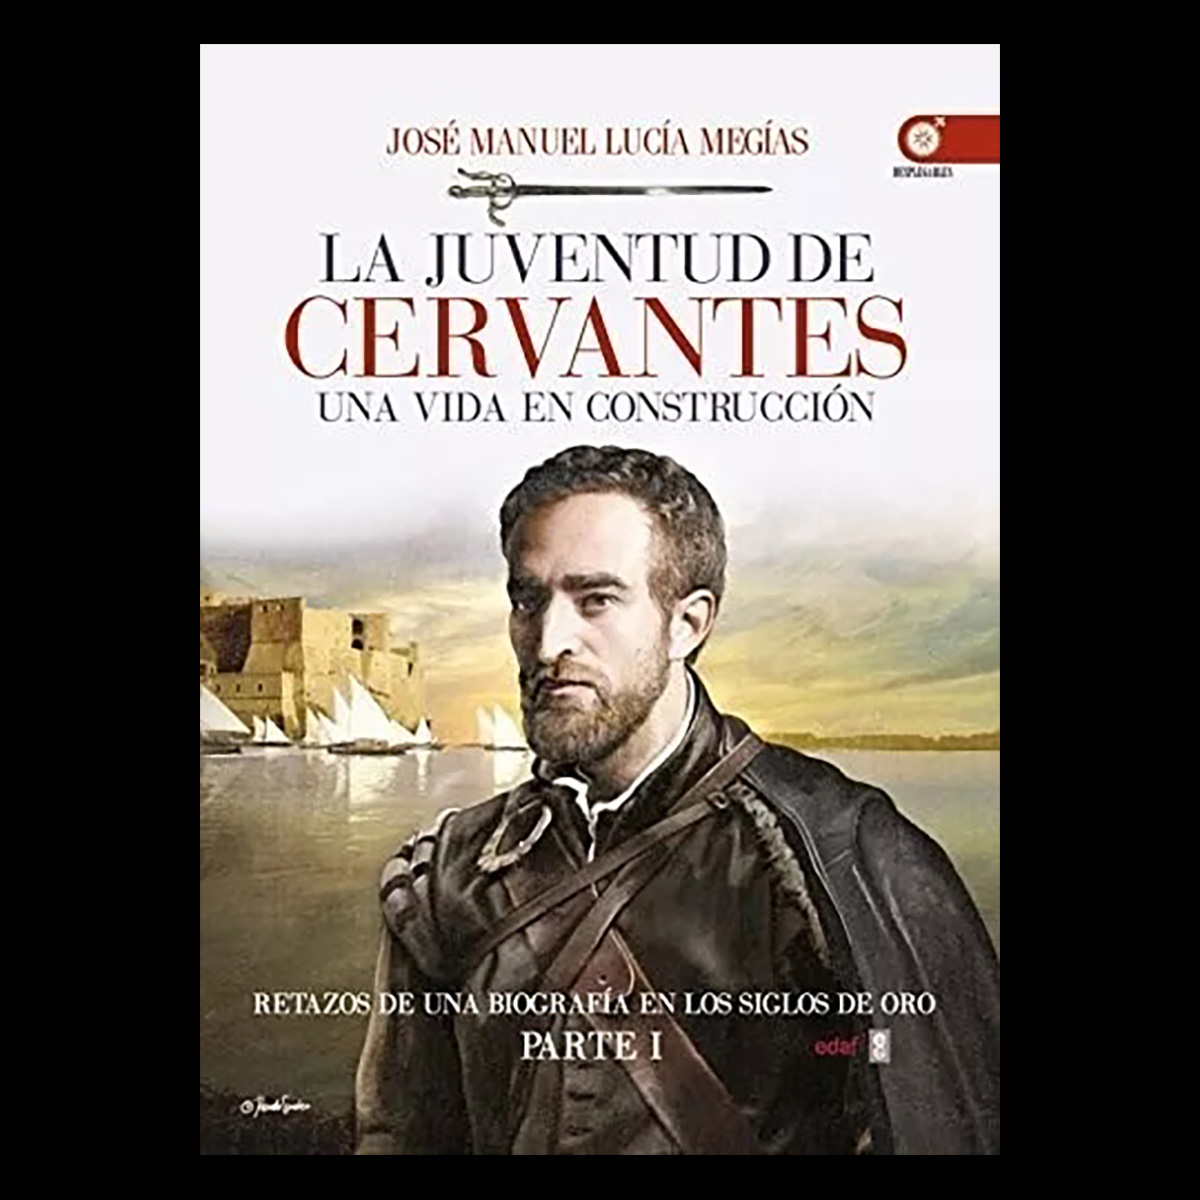 JOSÉ MANUEL LUCÍA MEGÍAS
DESPLEGABLES
LA JUVENTUD DE
CERVANTES
UNA VIDA EN CONSTRUCCIÓN
RETAZOS DE UNA BIOGRAFÍA EN LOS SIGLOS DE ORO
PARTE I
edaf